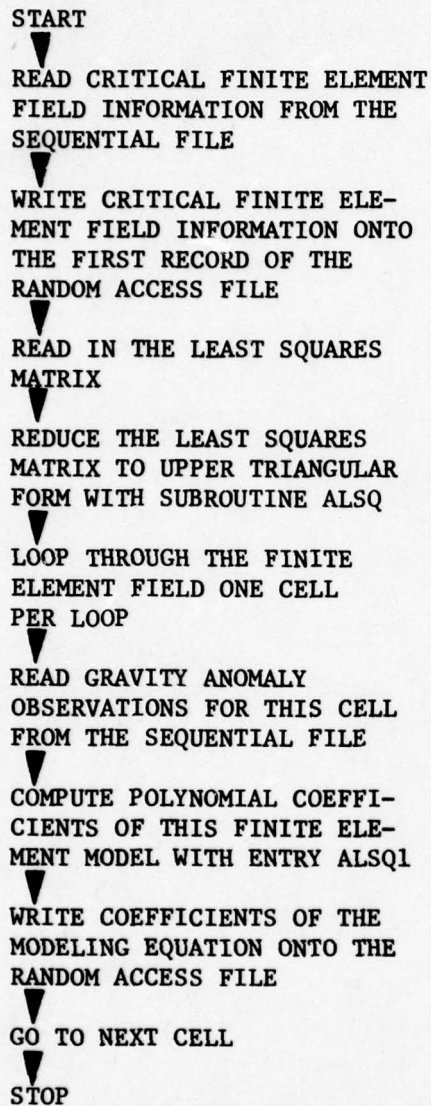 START
READ CRITICAL FINITE ELEMENT
FIELD INFORMATION FROM THE
SEQUENTIAL FILE
WRITE CRITICAL FINITE ELE-
MENT FIELD INFORMATION ONTO
THE FIRST RECORD OF THE
RANDOM ACCESS FILE
READ IN THE LEAST SQUARES
MATRIX
REDUCE THE LEAST SQUARES
MATRIX TO UPPER TRIANGULAR
FORM WITH SUBROUTINE ALSQ
LOOP THROUGH THE FINITE
ELEMENT FIELD ONE CELL
PER LOOP
READ GRAVITY ANOMALY
OBSERVATIONS FOR THIS CELL
FROM THE SEQUENTIAL FILE
COMPUTE POLYNOMIAL COEFFI-
CIENTS OF THIS FINITE ELE-
MENT MODEL WITH ENTRY ALSQ1
WRITE COEFFICIENTS OF THE
MODELING EQUATION ONTO THE
RANDOM ACCESS FILE
GO TO NEXT CELL
STOP